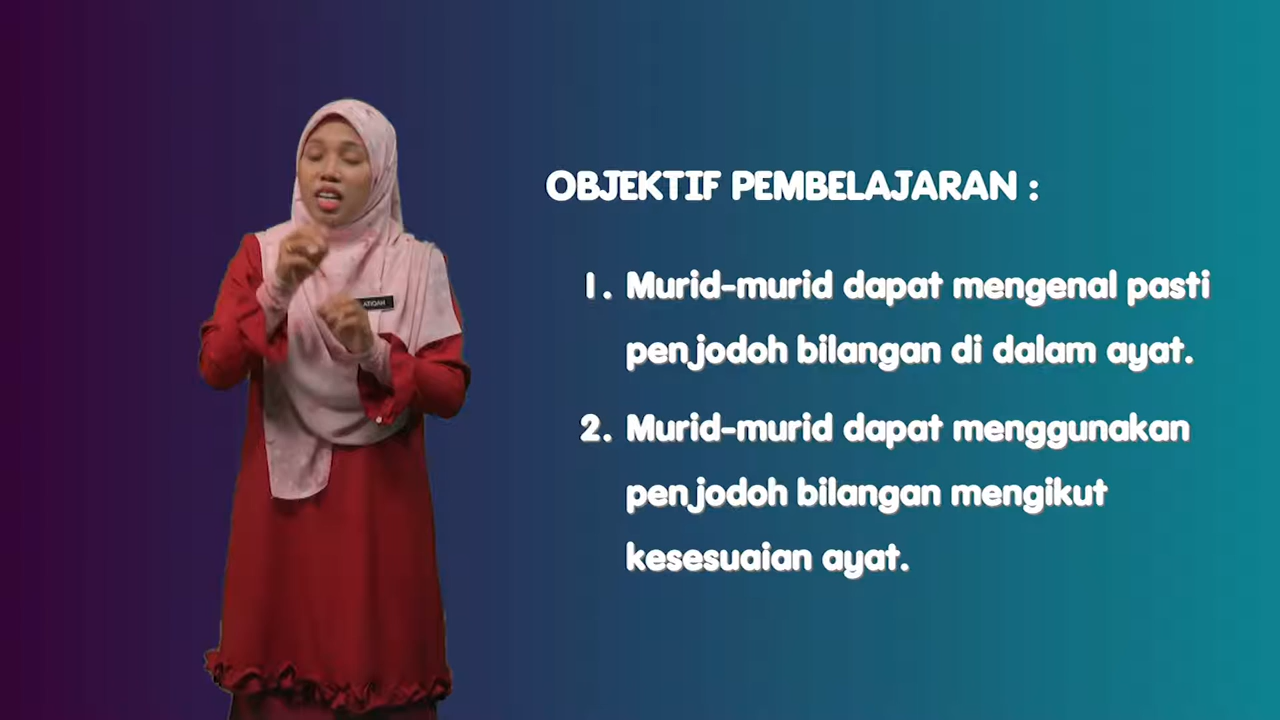 OBJEKTIF PEMBELAJARAN :
1. Murid-murid dapat mengenal pasti
penjodoh bilangan di dalam ayat.
2. Murid-murid dapat menggunakan
penjodoh bilangan mengikut
kesesuaian ayat.